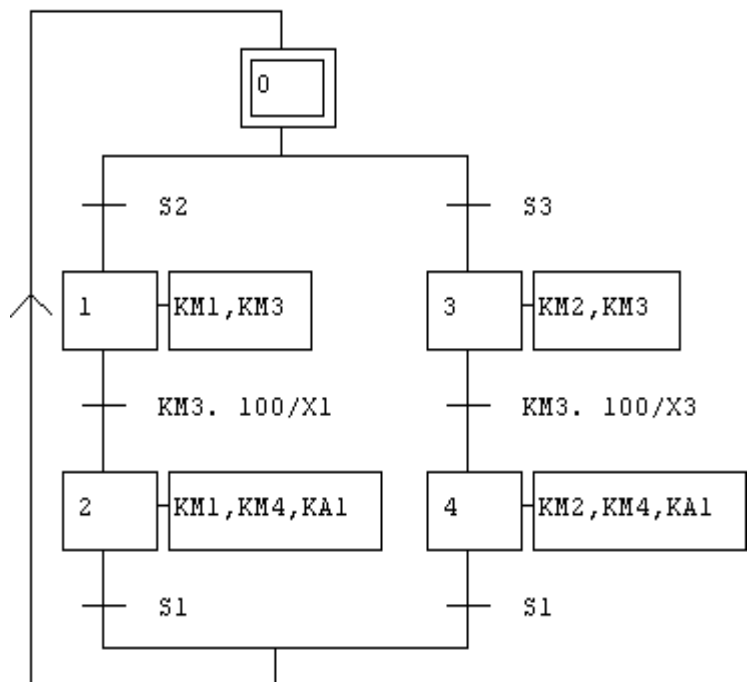 0
S2 S3
1 KM1,KM3 3 KM2,KM3
KM3. 100/X1 KM3. 100/X3
2 KM1,KM4,KA1 4 KM2,KM4,KA1
S1 S1